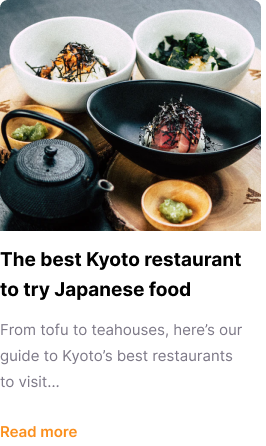 The best Kyoto restaurant
to try Japanese food
From tofu to teahouses, here’s our
guide to Kyoto’s best restaurants
to visit...
Read more